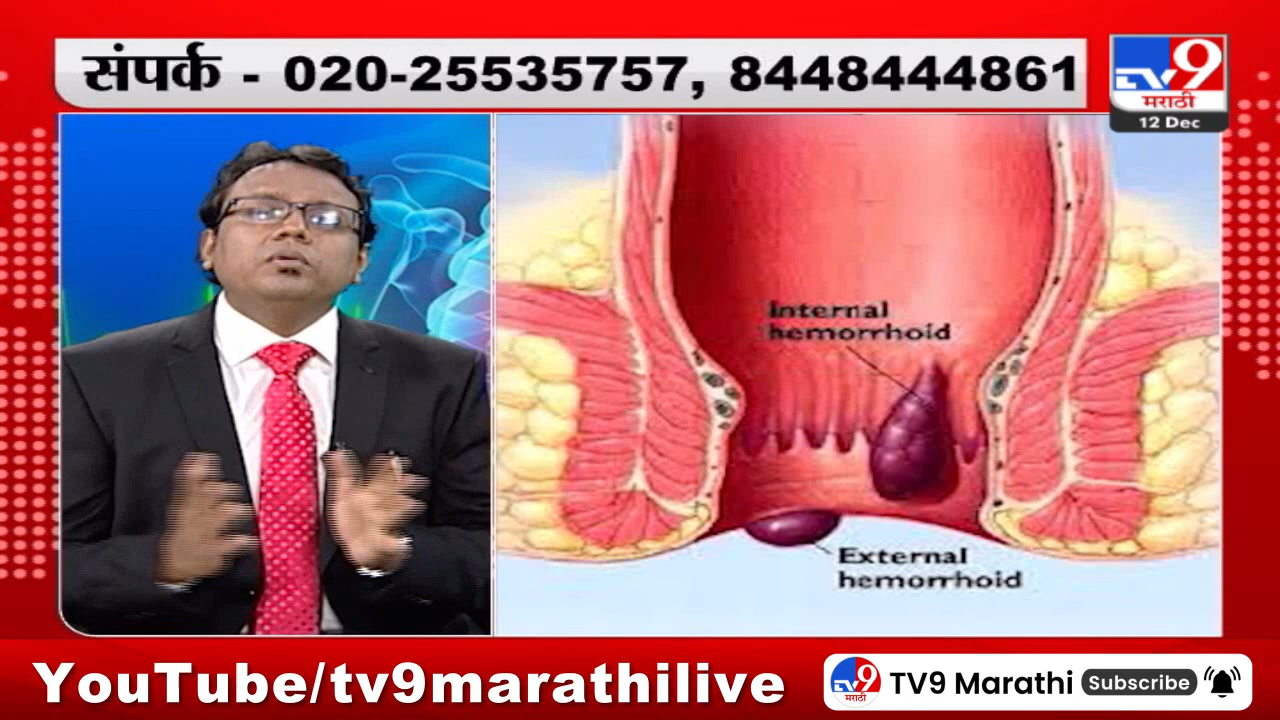 संपर्क - 020-25535757, 8448444861
TV9
मराठी
12 Dec
Internal
hemorrhoid
External
hemorrhoid
YouTube/tv9marathilive
TV9
मराठी
TV9 Marathi
Subscribe